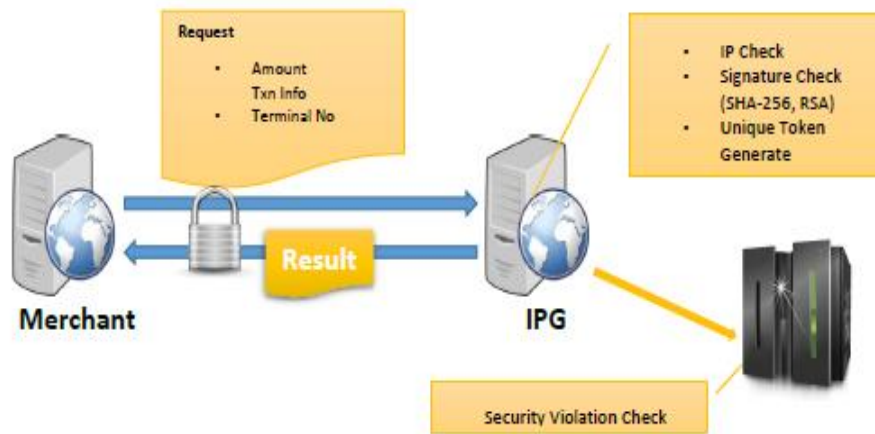 Request
• Amount
Txn Info
• Terminal No
• IP Check
• Signature Check
(SHA-256, RSA)
• Unique Token
Generate
Result
Merchant
IPG
Security Violation Check